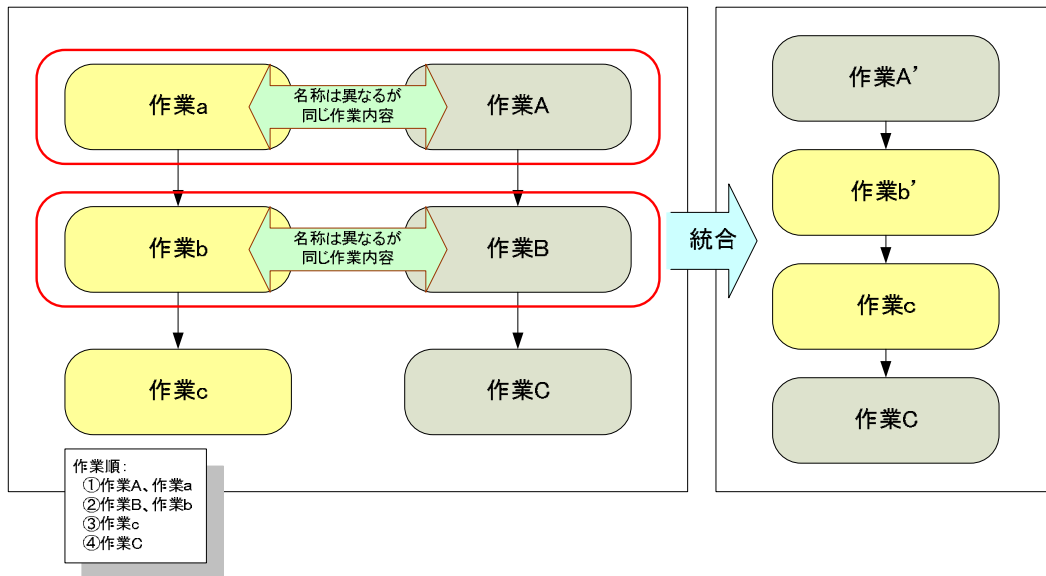 作業a
名称は異なるが
同じ作業内容
作業A
作業b
名称は異なるが
同じ作業内容
作業B
作業c
作業C
作業順：
①作業A、作業a
②作業B、作業b
③作業c
④作業C
統合
作業A’
作業b’
作業c
作業C